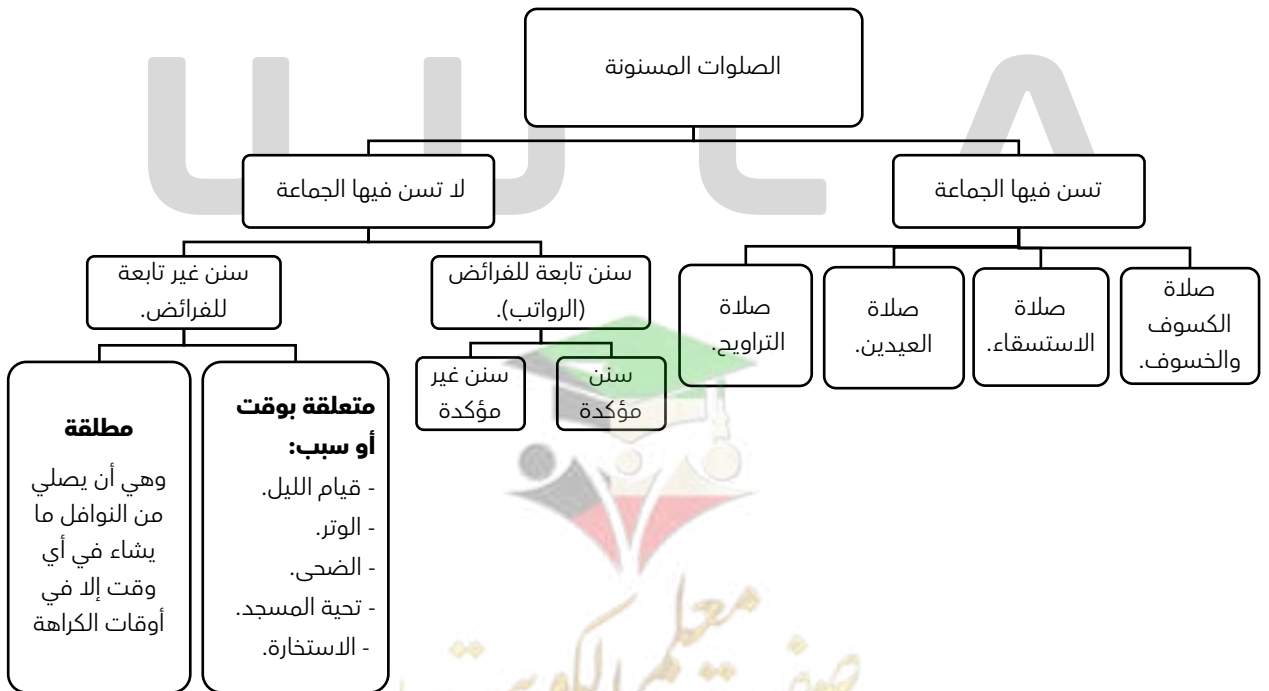 الصلوات المسنونة
تسن فيها الجماعة
لا تسن فيها الجماعة
صلاة
الكسوف
والخسوف.
صلاة
الاستسقاء.
صلاة
العيدين.
صلاة
التراويح.
سنن تابعة للفرائض
(الرواتب).
سنن غير تابعة
للفرائض.
سنن
مؤكدة
سنن غير
مؤكدة
متعلقة بوقت
أو سبب:
- قيام الليل.
- الوتر.
- الضحى.
- تحية المسجد.
- الاستخارة.
مطلقة
وهي أن يصلي
من النوافل ما
يشاء في أي
وقت إلا في
أوقات الكراهة
معلم الكويت